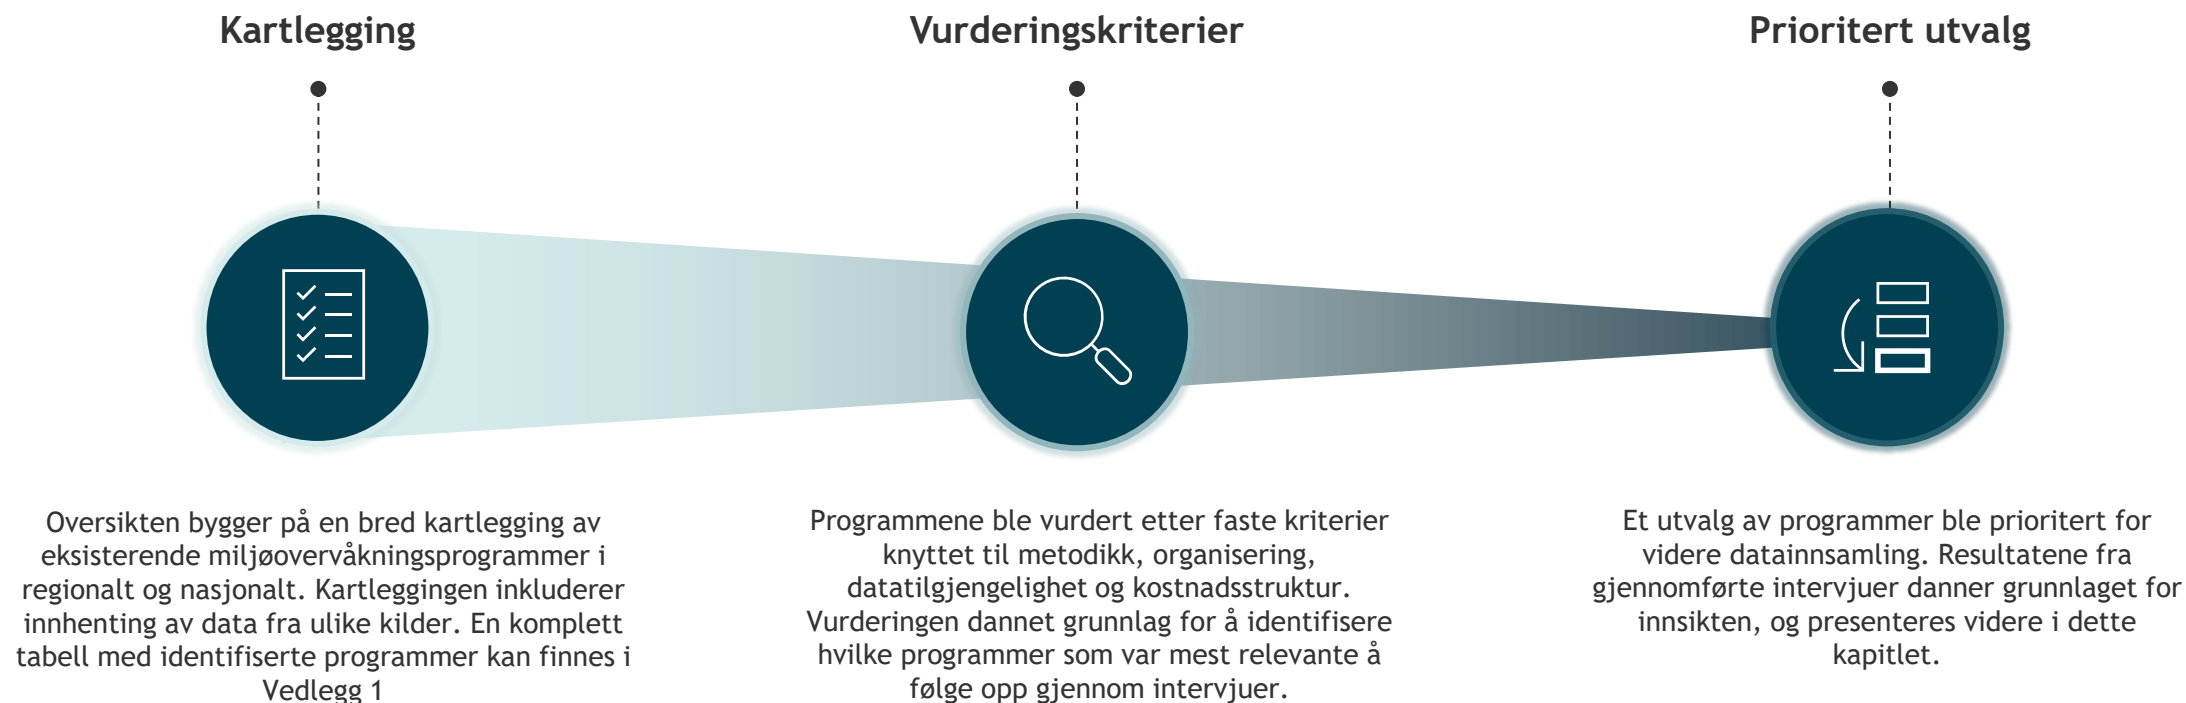 Kartlegging
Oversikten bygger på en bred kartlegging av
eksisterende miljøovervåkningsprogrammer i
regionalt og nasjonalt. Kartleggingen inkluderer
innhenting av data fra ulike kilder. En komplett
tabell med identifiserte programmer kan finnes i
Vedlegg 1
Vurderingskriterier
Programmene ble vurdert etter faste kriterier
knyttet til metodikk, organisering,
datatilgjengelighet og kostnadsstruktur.
Vurderingen dannet grunnlag for å identifisere
hvilke programmer som var mest relevante å
følge opp gjennom intervjuer.
Prioritert utvalg
Et utvalg av programmer ble prioritert for
videre datainnsamling. Resultatene fra
gjennomførte intervjuer danner grunnlaget for
innsikten, og presenteres videre i dette
kapitlet.